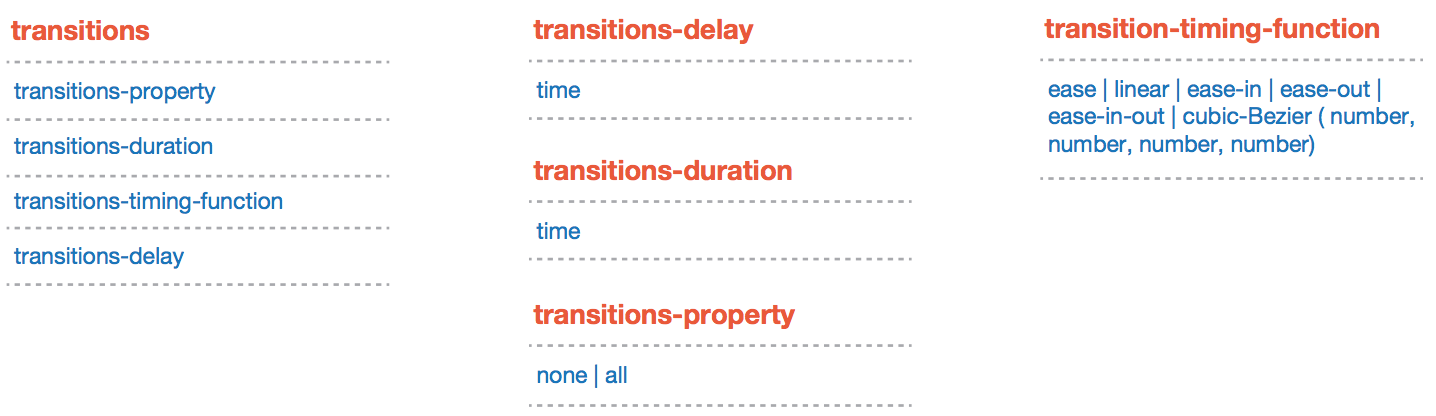 transitions
transitions-property
transitions-duration
transitions-timing-function
transitions-delay
transitions-delay
time
transitions-duration
time
transitions-property
none | all
transition-timing-function
ease | linear | ease-in | ease-out |
ease-in-out | cubic-Bezier ( number,
number, number, number)